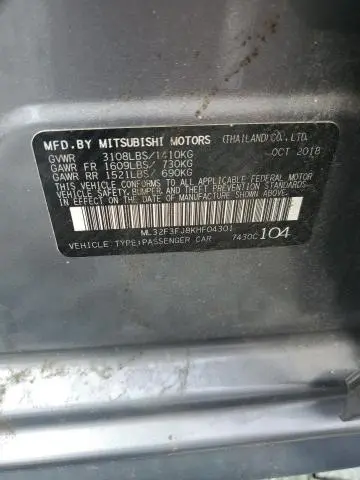 MFD.BY MITSUBISHI MOTORS (THAILAND)CO.,LTD.
GVWR 3108LBS/1410KG OCT 2018
GAWR FR 1609LBS/ 730KG
GAWR RR 1521LBS/ 690KG
THIS VEHICLE CONFORMS TO ALL APPLICABLE FEDERAL MOTOR
VEHICLE SAFETY,BUMPER,AND THEFT PREVENTION STANDARDS
IN EFFECT ON THE DATE OF MANUFACTURE SHOWN ABOVE.
ML32F3FJ8KHF04301
VEHICLE TYPE:PASSENGER CAR 7430C 104